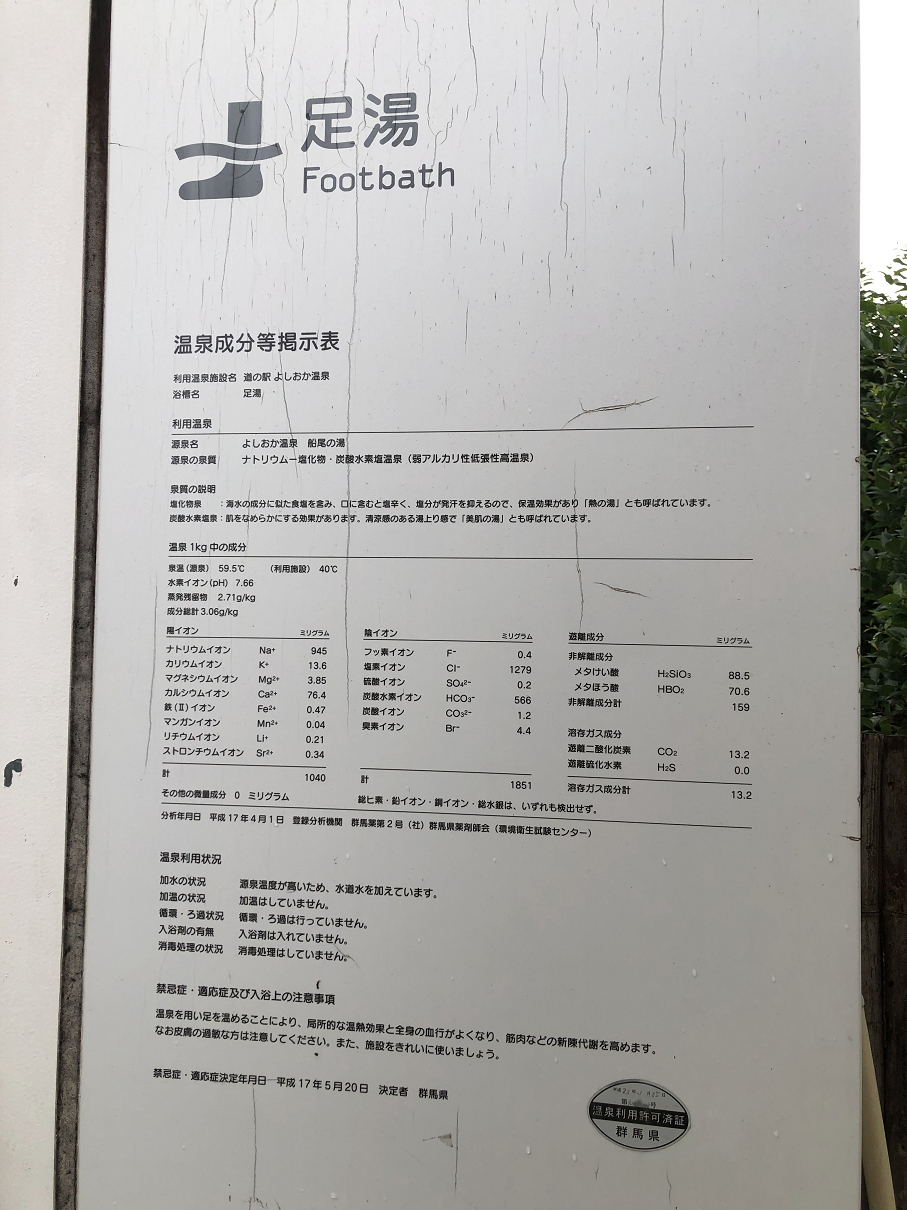 足湯
Footbath
温泉成分等掲示表
利用温泉施設名 道の駅 よしおか温泉
浴槽名 足湯
利用温泉
源泉名 よしおか温泉 船尾の湯
源泉の泉質 ナトリウムー塩化物・炭酸水素塩温泉（弱アルカリ性低張性高温泉）
泉質の説明
塩化物泉 ：海水の成分に似た食塩を含み、口に含むと塩辛く、塩分が発汗を抑えるので、保温効果があり「熱の湯」とも呼ばれています。
炭酸水素塩泉：肌をなめらかにする効果があります。清涼感のある湯上り感で「美肌の湯」とも呼ばれています。
温泉1kg中の成分
泉温（源泉） 59.5℃ （利用施設） 40℃
水素イオン(pH) 7.66
蒸発残留物 2.71g/kg
成分総計3.06g/kg
陽イオン ミリグラム
ナトリウムイオン Na⁺ 945
カリウムイオン K⁺ 13.6
マグネシウムイオン Mg²⁺ 3.85
カルシウムイオン Ca²⁺ 76.4
鉄(Ⅱ)イオン Fe²⁺ 0.47
マンガンイオン Mn²⁺ 0.04
リチウムイオン Li⁺ 0.21
ストロンチウムイオン Sr²⁺ 0.34
計 1040
その他の微量成分 0 ミリグラム
陰イオン ミリグラム
フッ素イオン F⁻ 0.4
塩素イオン Cl⁻ 1279
硫酸イオン SO₄²⁻ 0.2
炭酸水素イオン HCO₃⁻ 566
炭酸イオン CO₃²⁻ 1.2
臭素イオン Br⁻ 4.4
計 1851
総ヒ素・鉛イオン・銅イオン・総水銀は、いずれも検出せず。
遊離成分 ミリグラム
非解離成分
メタけい酸 H₂SiO₃ 88.5
メタほう酸 HBO₂ 70.6
非解離成分計 159
溶存ガス成分
遊離二酸化炭素 CO₂ 13.2
遊離硫化水素 H₂S 0.0
溶存ガス成分計 13.2
分析年月日 平成17年4月1日 登録分析機関 群馬薬第2号（社）群馬県薬剤師会（環境衛生試験センター）
温泉利用状況
加水の状況 源泉温度が高いため、水道水を加えています。
加温の状況 加温はしていません。
循環・ろ過状況 循環・ろ過は行っていません。
入浴剤の有無 入浴剤は入れていません。
消毒処理の状況 消毒処理はしていません。
禁忌症・適応症及び入浴上の注意事項
温泉を用い足を温めることにより、局所的な温熱効果と全身の血行がよくなり、筋肉などの新陳代謝を高めます。
なお皮膚の過敏な方は注意してください。また、施設をきれいに使いましょう。
禁忌症・適応症決定年月日 平成17年5月20日 決定者 群馬県
第 号
温泉利用許可済証
群馬県